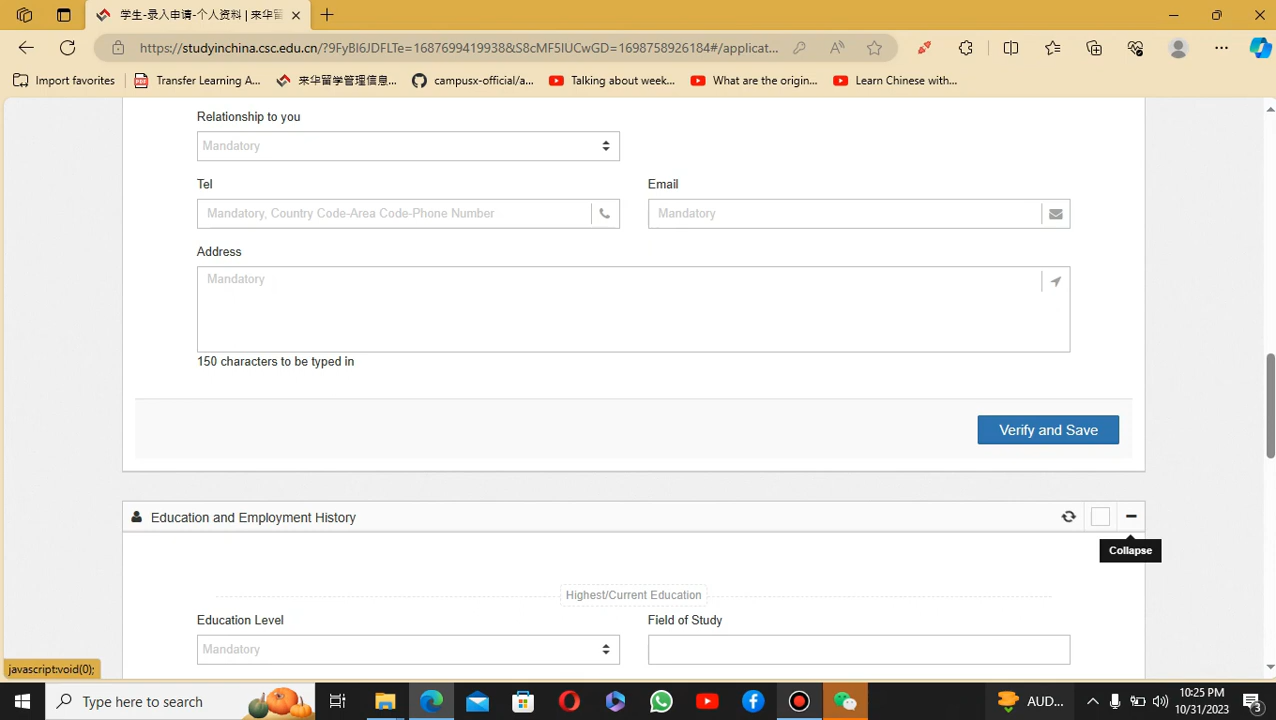 学生-录入申请-个人资料 | 来华留
https://studyinchina.csc.edu.cn/?9FyBI6JDFLTe=1687699419938&S8cMF5IUCwGD=1698758926184#/applicat...
Import favorites
Transfer Learning A...
来华留学管理信息...
campusx-official/a...
Talking about week...
What are the origin...
Learn Chinese with...
Relationship to you
Mandatory
Tel
Email
Mandatory, Country Code-Area Code-Phone Number
Mandatory
Address
Mandatory
150 characters to be typed in
Verify and Save
Education and Employment History
Collapse
Highest/Current Education
Education Level
Field of Study
Mandatory
javascript:void(0);
Type here to search
AUD...
10:25 PM
10/31/2023
3